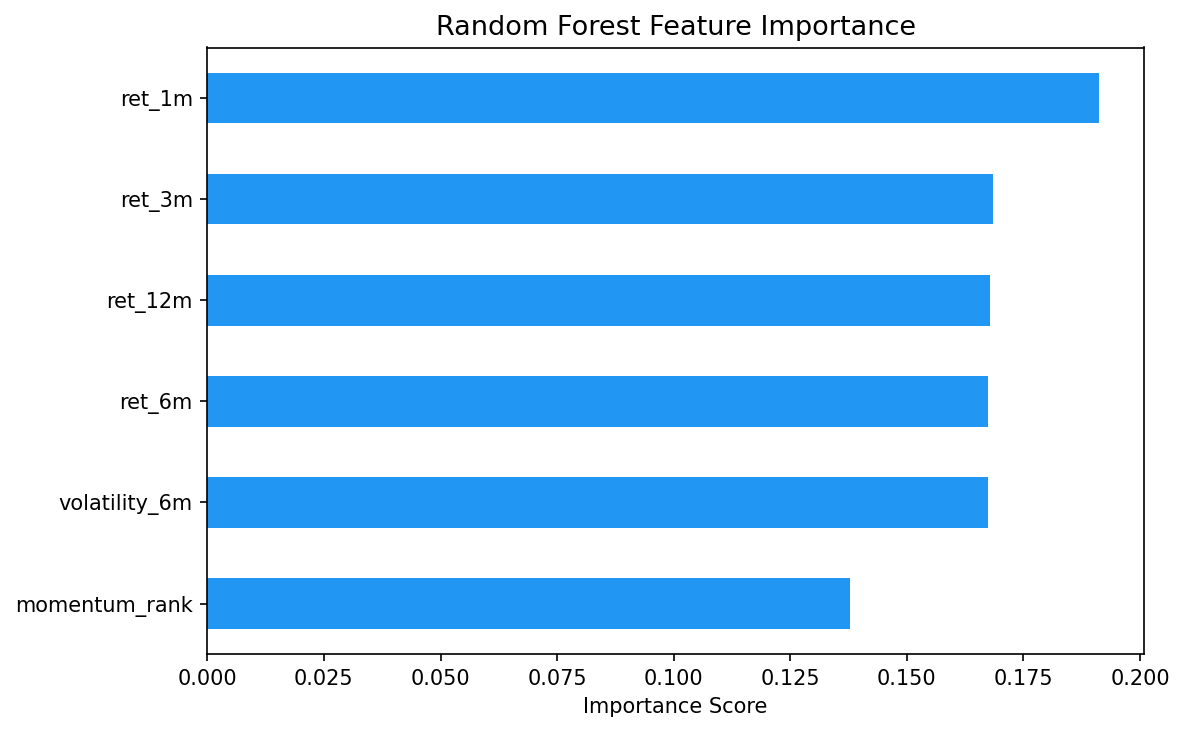 Random Forest Feature Importance
ret_1m
ret_3m
ret_12m
ret_6m
volatility_6m
momentum_rank
0.000 0.025 0.050 0.075 0.100 0.125 0.150 0.175 0.200
Importance Score